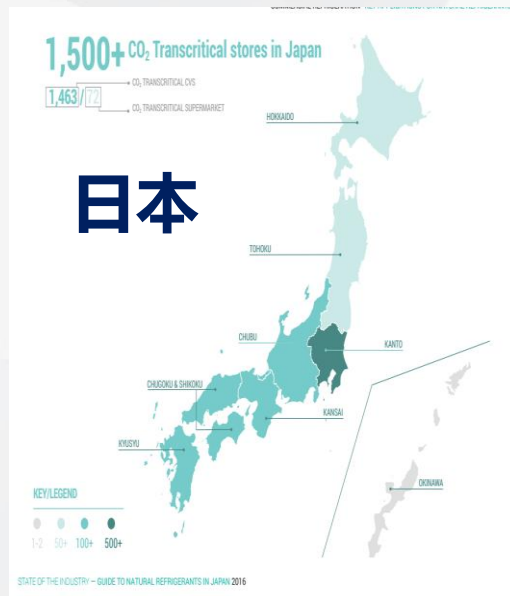 1,500+ CO₂ Transcritical stores in Japan
CO₂ TRANSCRITICAL CVS
1,463 / 72
CO₂ TRANSCRITICAL SUPERMARKET
HOKKAIDO
日本
TOHOKU
CHUBU
KANTO
CHUGOKU & SHIKOKU
KANSAI
KYUSYU
OKINAWA
KEY/LEGEND
1-2 50+ 100+ 500+
STATE OF THE INDUSTRY – GUIDE TO NATURAL REFRIGERANTS IN JAPAN 2016